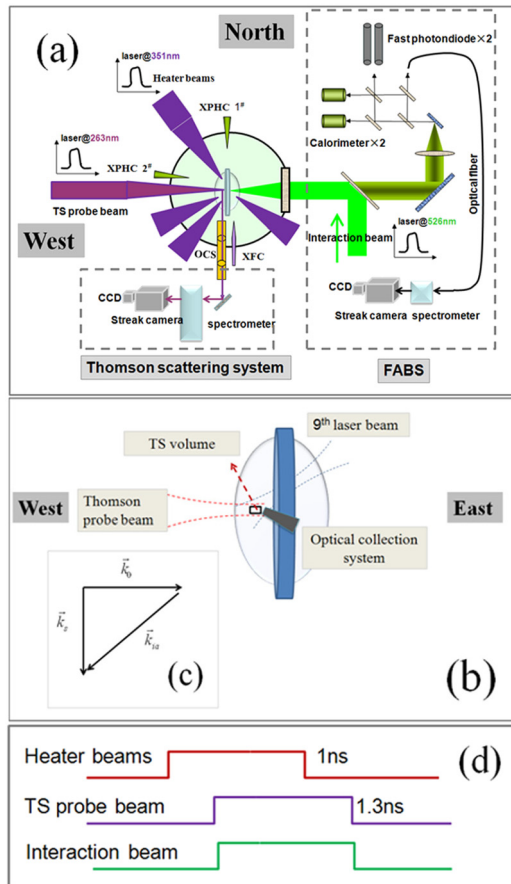 (a)
North
laser@351nm
Heater beams
XPHC 1#
Fast photondiode×2
Calorimeter×2
laser@263nm
XPHC 2#
TS probe beam
West
OCS
XFC
Interaction beam
laser@526nm
Optical fiber
CCD
Streak camera
spectrometer
Thomson scattering system
CCD
Streak camera spectrometer
FABS
TS volume
9th laser beam
West
Thomson
probe beam
East
Optical collection
system
k0
ks
kia
(c)
(b)
Heater beams
1ns
(d)
TS probe beam
1.3ns
Interaction beam